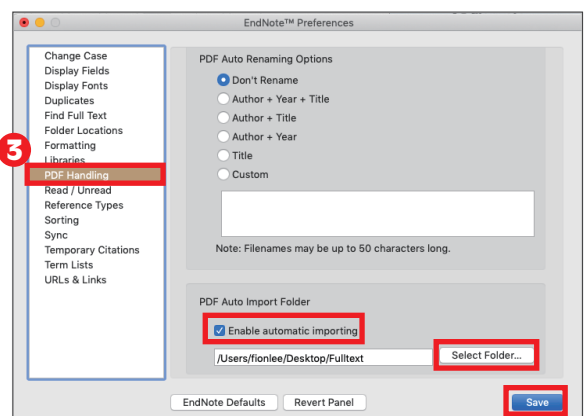 EndNote™ Preferences
Change Case
Display Fields
Display Fonts
Duplicates
Find Full Text
Folder Locations
Formatting
Libraries
PDF Handling
Read / Unread
Reference Types
Sorting
Sync
Temporary Citations
Term Lists
URLs & Links
3
PDF Auto Renaming Options
Don't Rename
Author + Year + Title
Author + Title
Author + Year
Title
Custom
Note: Filenames may be up to 50 characters long.
PDF Auto Import Folder
Enable automatic importing
/Users/fionlee/Desktop/Fulltext
Select Folder...
EndNote Defaults
Revert Panel
Save